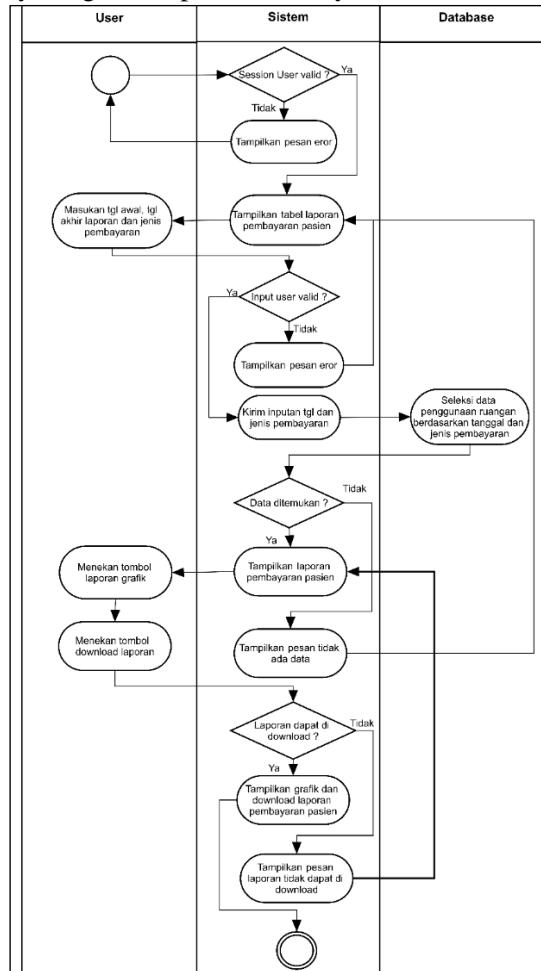 User
Sistem
Database
Session User valid ?
Ya
Tidak
Tampilkan pesan eror
Masukan tgl awal, tgl
akhir laporan dan jenis
pembayaran
Tampilkan tabel laporan
pembayaran pasien
Input user valid ?
Ya
Tidak
Tampilkan pesan eror
Kirim inputan tgl dan
jenis pembayaran
Seleksi data
penggunaan ruangan
berdasarkan tanggal dan
jenis pembayaran
Data ditemukan ?
Tidak
Ya
Menekan tombol
laporan grafik
Tampilkan laporan
pembayaran pasien
Menekan tombol
download laporan
Tampilkan pesan tidak
ada data
Laporan dapat di
download ?
Tidak
Ya
Tampilkan grafik dan
download laporan
pembayaran pasien
Tampilkan pesan
laporan tidak dapat di
download